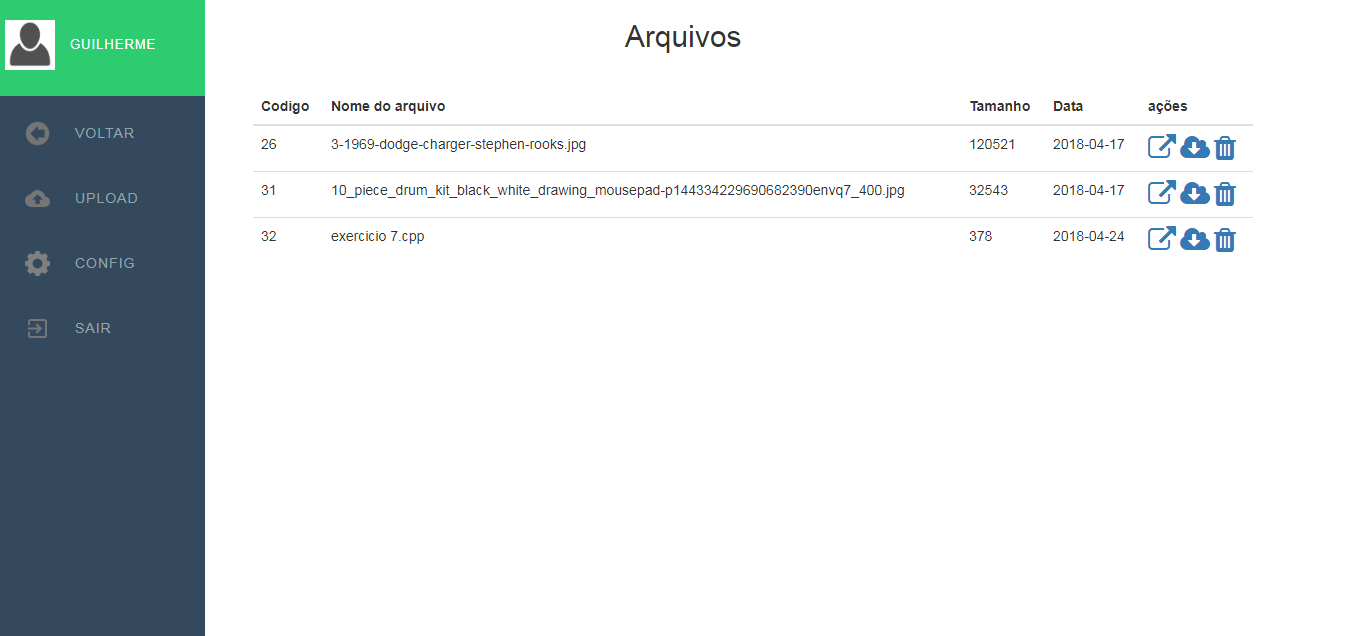 GUILHERME
VOLTAR
UPLOAD
CONFIG
SAIR
Arquivos
Codigo Nome do arquivo Tamanho Data ações
26 3-1969-dodge-charger-stephen-rooks.jpg 120521 2018-04-17
31 10_piece_drum_kit_black_white_drawing_mousepad-p144334229690682390envq7_400.jpg 32543 2018-04-17
32 exercicio 7.cpp 378 2018-04-24